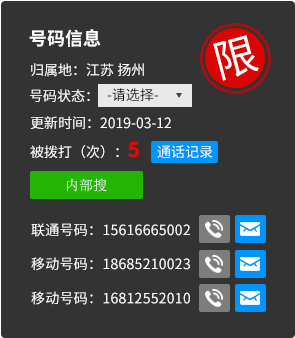 号码信息
限
归属地：江苏 扬州
号码状态：-请选择-
更新时间：2019-03-12
被拨打（次）：5 通话记录
内部搜
联通号码：15616665002
移动号码：18685210023
移动号码：16812552010